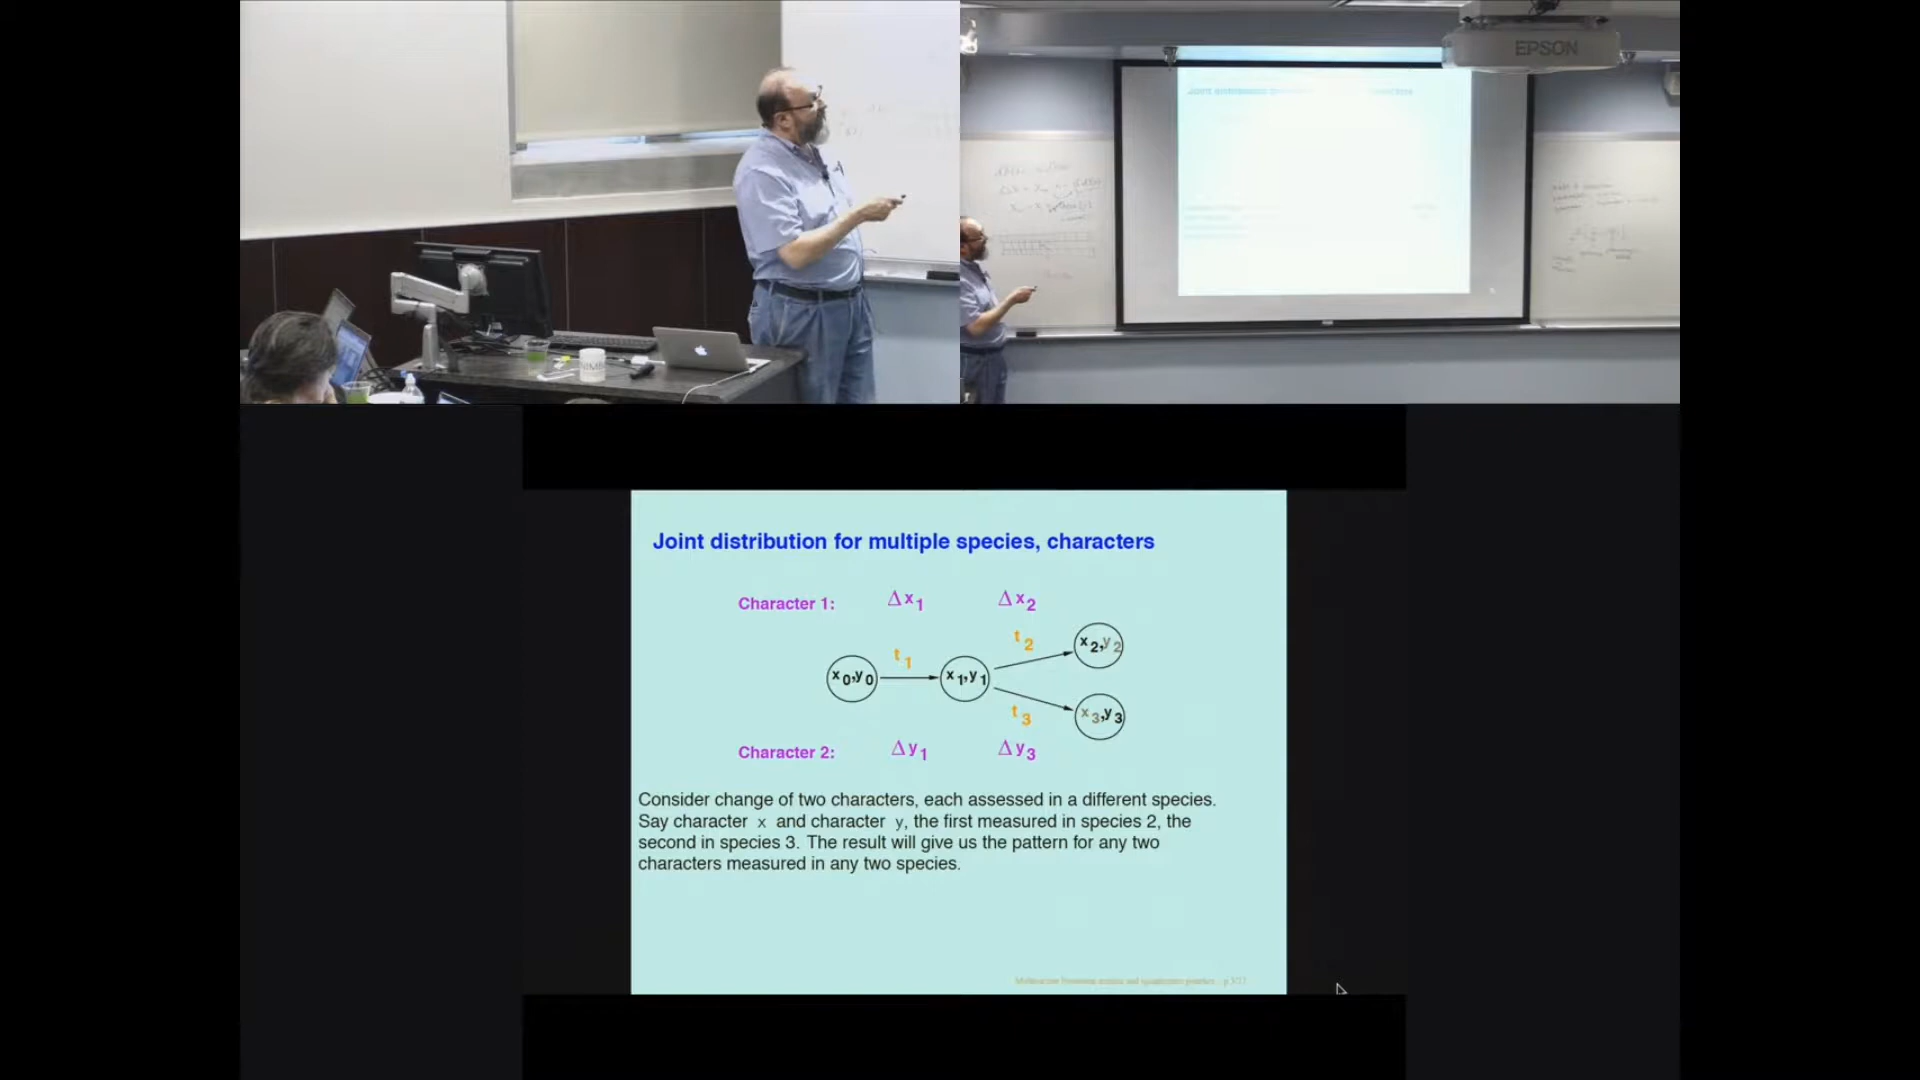 EPSON
Joint distribution for multiple species, characters
Character 1: Δx1 Δx2
t1 t2
x0,y0 x1,y1 x2,y2
t3 x3,y3
Character 2: Δy1 Δy3
Consider change of two characters, each assessed in a different species.
Say character x and character y, the first measured in species 2, the
second in species 3. The result will give us the pattern for any two
characters measured in any two species.